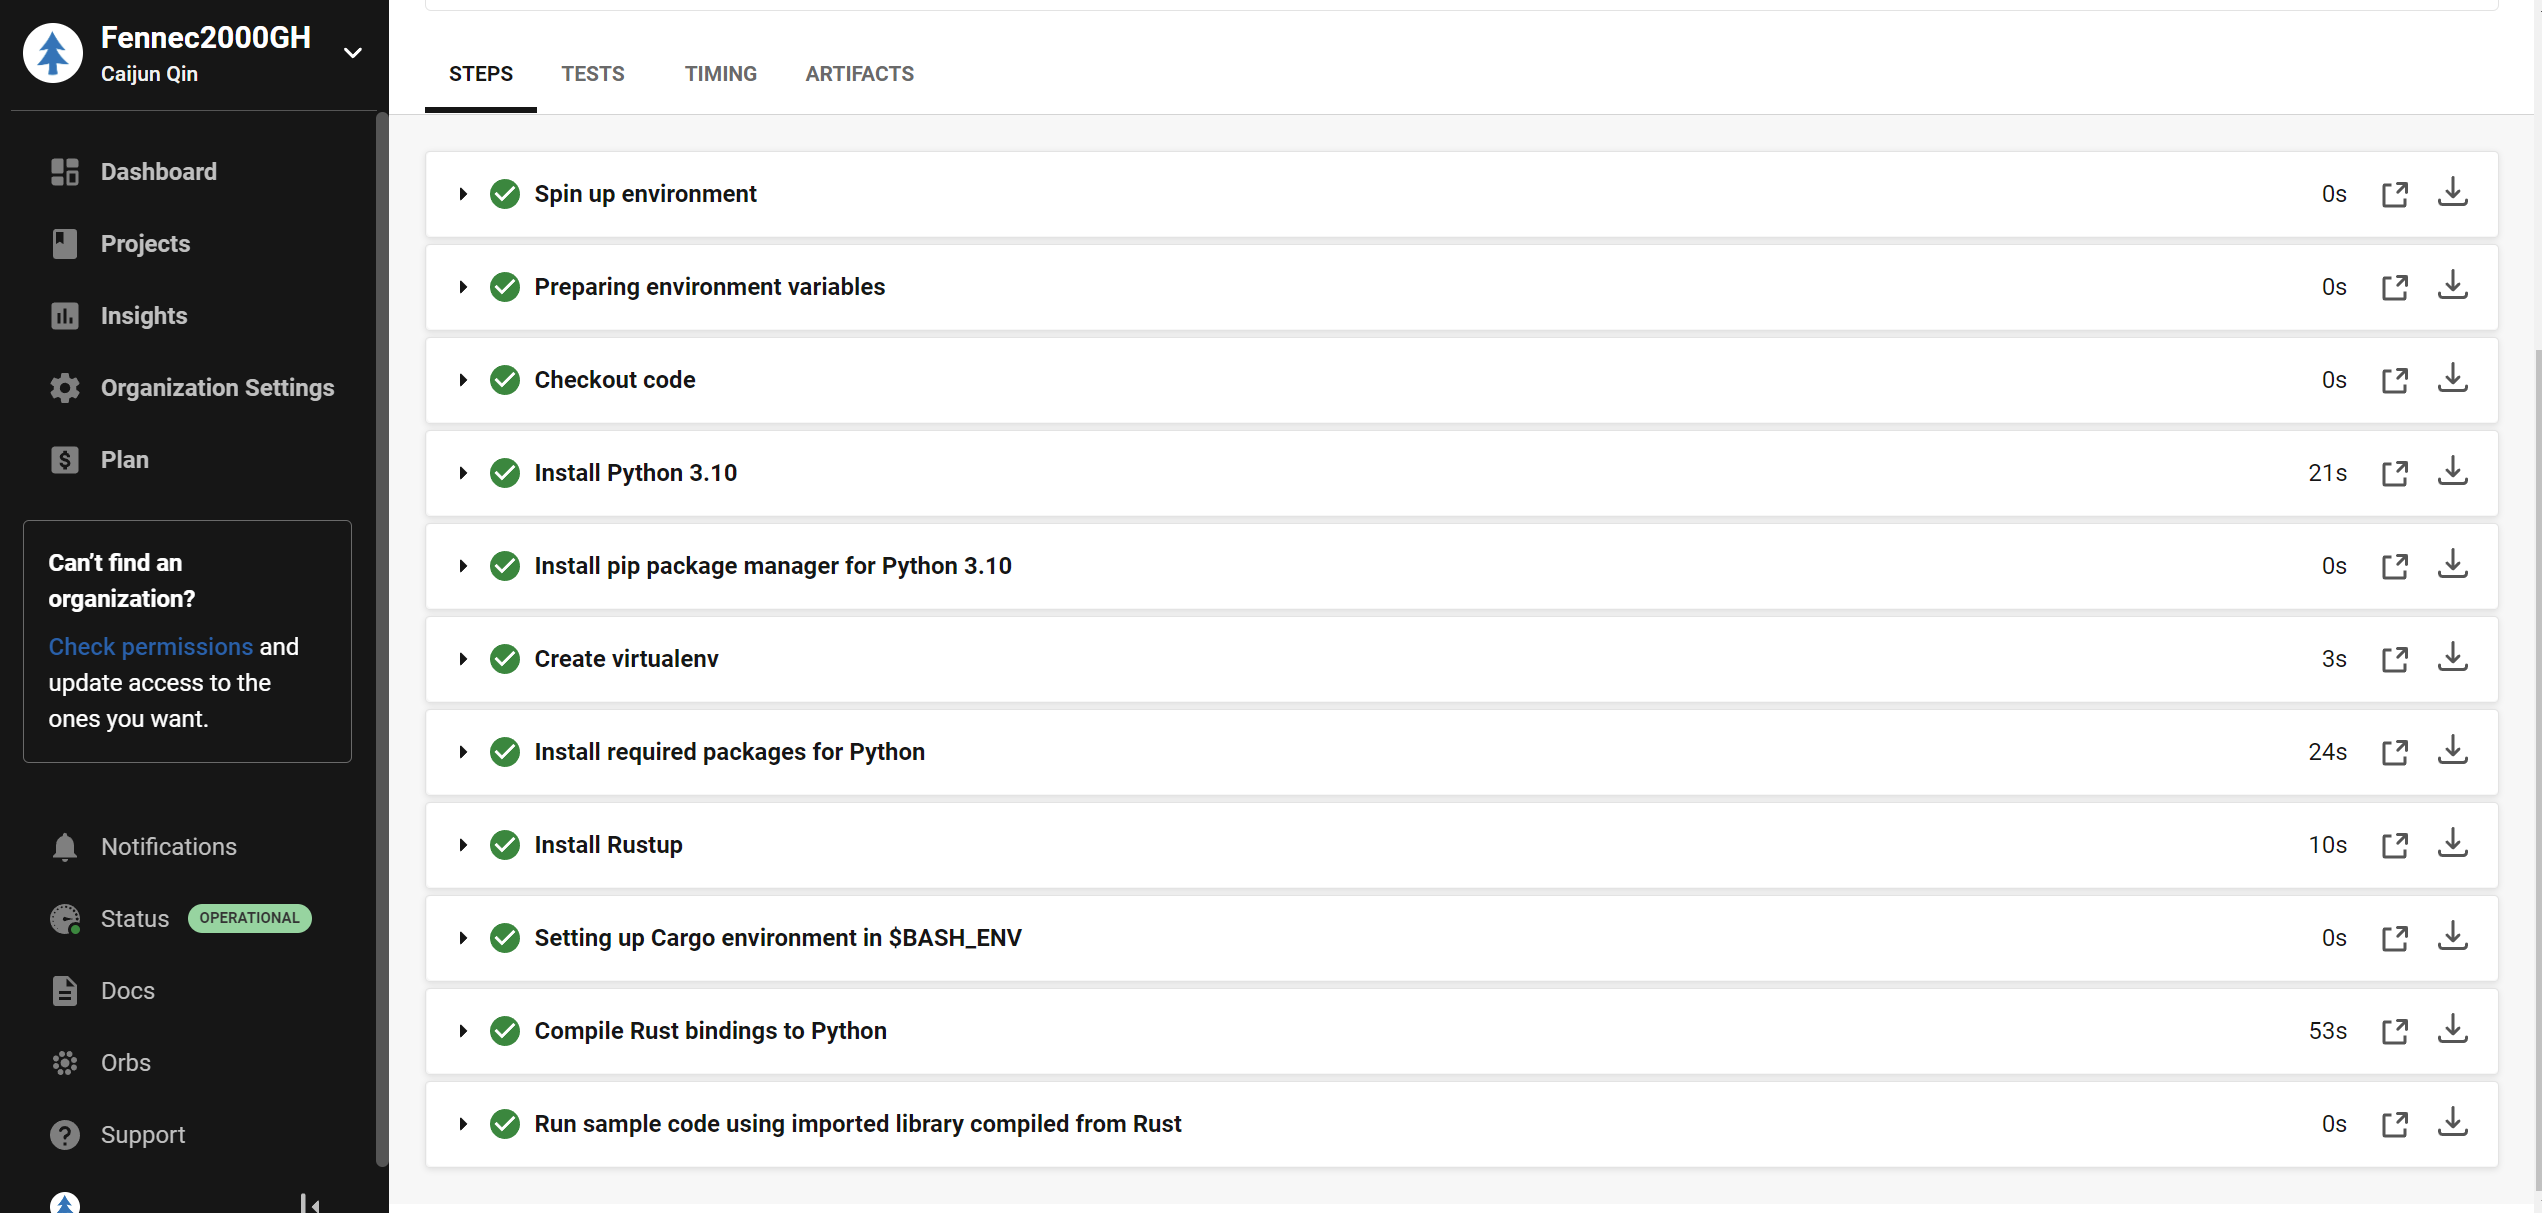 Fennec2000GH
Caijun Qin
Dashboard
Projects
Insights
Organization Settings
Plan
Can’t find an
organization?
Check permissions and
update access to the
ones you want.
Notifications
Status OPERATIONAL
Docs
Orbs
Support
STEPS TESTS TIMING ARTIFACTS
Spin up environment 0s
Preparing environment variables 0s
Checkout code 0s
Install Python 3.10 21s
Install pip package manager for Python 3.10 0s
Create virtualenv 3s
Install required packages for Python 24s
Install Rustup 10s
Setting up Cargo environment in $BASH_ENV 0s
Compile Rust bindings to Python 53s
Run sample code using imported library compiled from Rust 0s